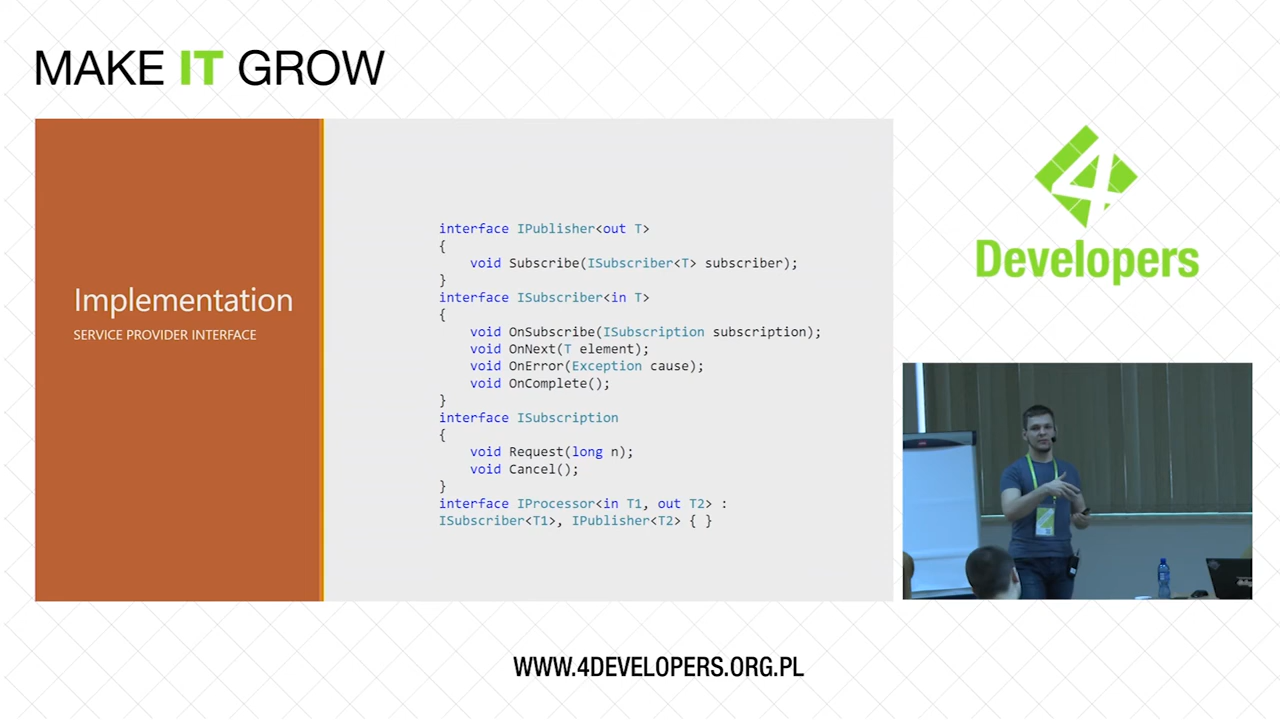 MAKE IT GROW
Implementation
SERVICE PROVIDER INTERFACE
interface IPublisher<out T>
{
void Subscribe(ISubscriber<T> subscriber);
}
interface ISubscriber<in T>
{
void OnSubscribe(ISubscription subscription);
void OnNext(T element);
void OnError(Exception cause);
void OnComplete();
}
interface ISubscription
{
void Request(long n);
void Cancel();
}
interface IProcessor<in T1, out T2> :
ISubscriber<T1>, IPublisher<T2> { }
4
Developers
WWW.4DEVELOPERS.ORG.PL